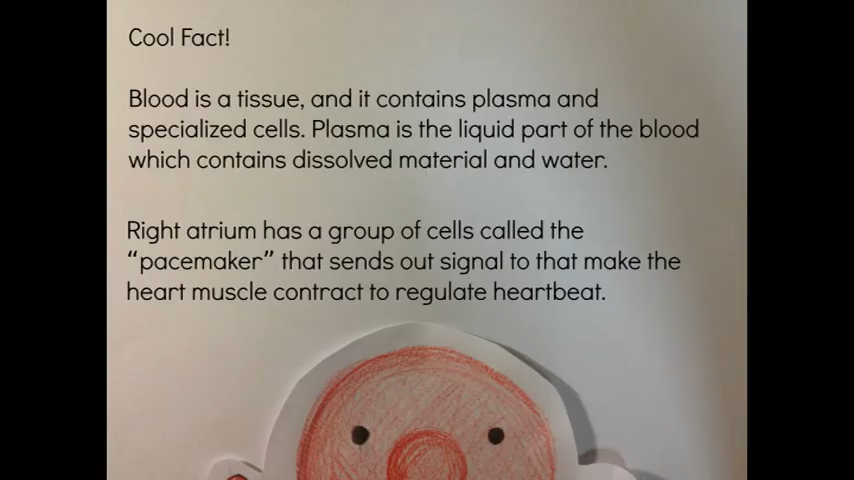 Cool Fact!
Blood is a tissue, and it contains plasma and
specialized cells. Plasma is the liquid part of the blood
which contains dissolved material and water.
Right atrium has a group of cells called the
“pacemaker” that sends out signal to that make the
heart muscle contract to regulate heartbeat.